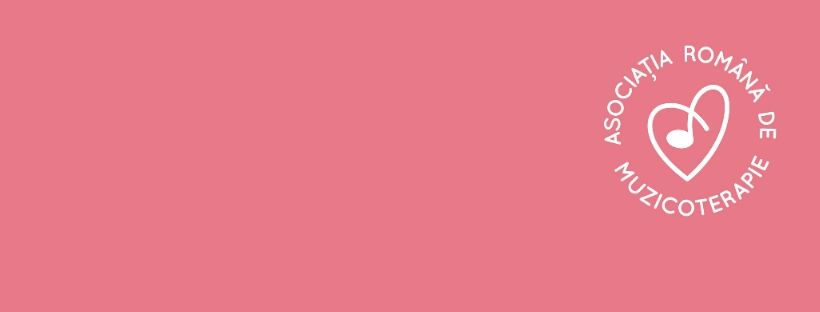 ASOCIAȚIA ROMÂNĂ DE
MUZICOTERAPIE